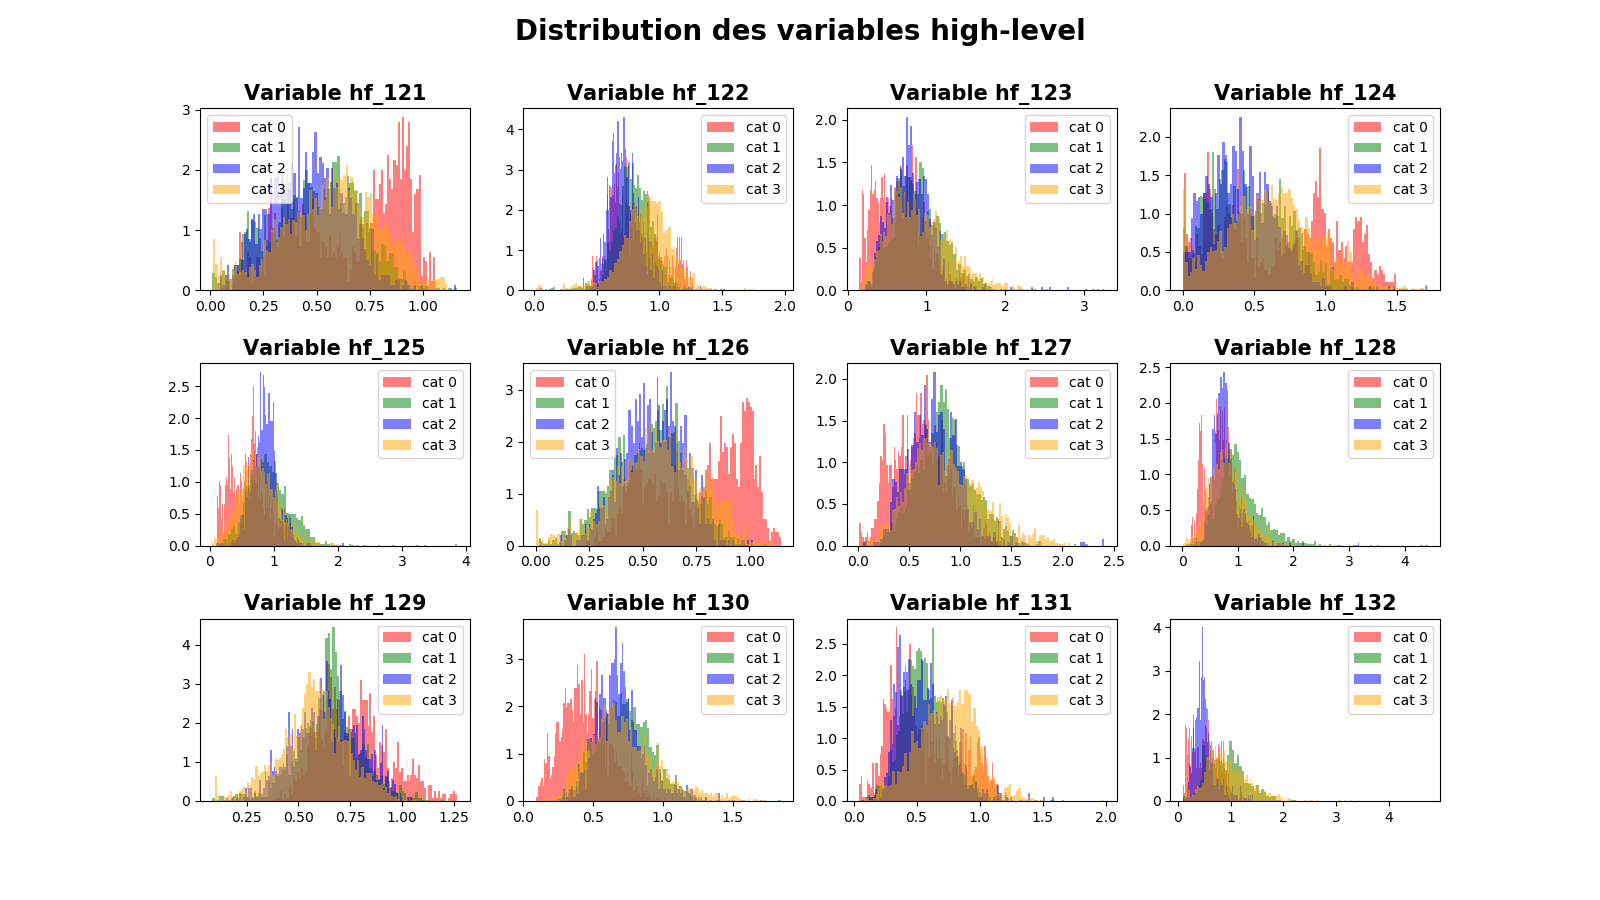 Distribution des variables high-level
Variable hf_121
3
2
1
0
0.00 0.25 0.50 0.75 1.00
cat 0
cat 1
cat 2
cat 3
Variable hf_122
4
3
2
1
0
0.0 0.5 1.0 1.5 2.0
cat 0
cat 1
cat 2
cat 3
Variable hf_123
2.0
1.5
1.0
0.5
0.0
0 1 2 3
cat 0
cat 1
cat 2
cat 3
Variable hf_124
2.0
1.5
1.0
0.5
0.0
0.0 0.5 1.0 1.5
cat 0
cat 1
cat 2
cat 3
Variable hf_125
2.5
2.0
1.5
1.0
0.5
0.0
0 1 2 3 4
cat 0
cat 1
cat 2
cat 3
Variable hf_126
3
2
1
0
0.00 0.25 0.50 0.75 1.00
cat 0
cat 1
cat 2
cat 3
Variable hf_127
2.0
1.5
1.0
0.5
0.0
0.0 0.5 1.0 1.5 2.0 2.5
cat 0
cat 1
cat 2
cat 3
Variable hf_128
2.5
2.0
1.5
1.0
0.5
0.0
0 1 2 3 4
cat 0
cat 1
cat 2
cat 3
Variable hf_129
4
3
2
1
0
0.25 0.50 0.75 1.00 1.25
cat 0
cat 1
cat 2
cat 3
Variable hf_130
3
2
1
0
0.0 0.5 1.0 1.5
cat 0
cat 1
cat 2
cat 3
Variable hf_131
2.5
2.0
1.5
1.0
0.5
0.0
0.0 0.5 1.0 1.5 2.0
cat 0
cat 1
cat 2
cat 3
Variable hf_132
4
3
2
1
0
0 1 2 3 4
cat 0
cat 1
cat 2
cat 3